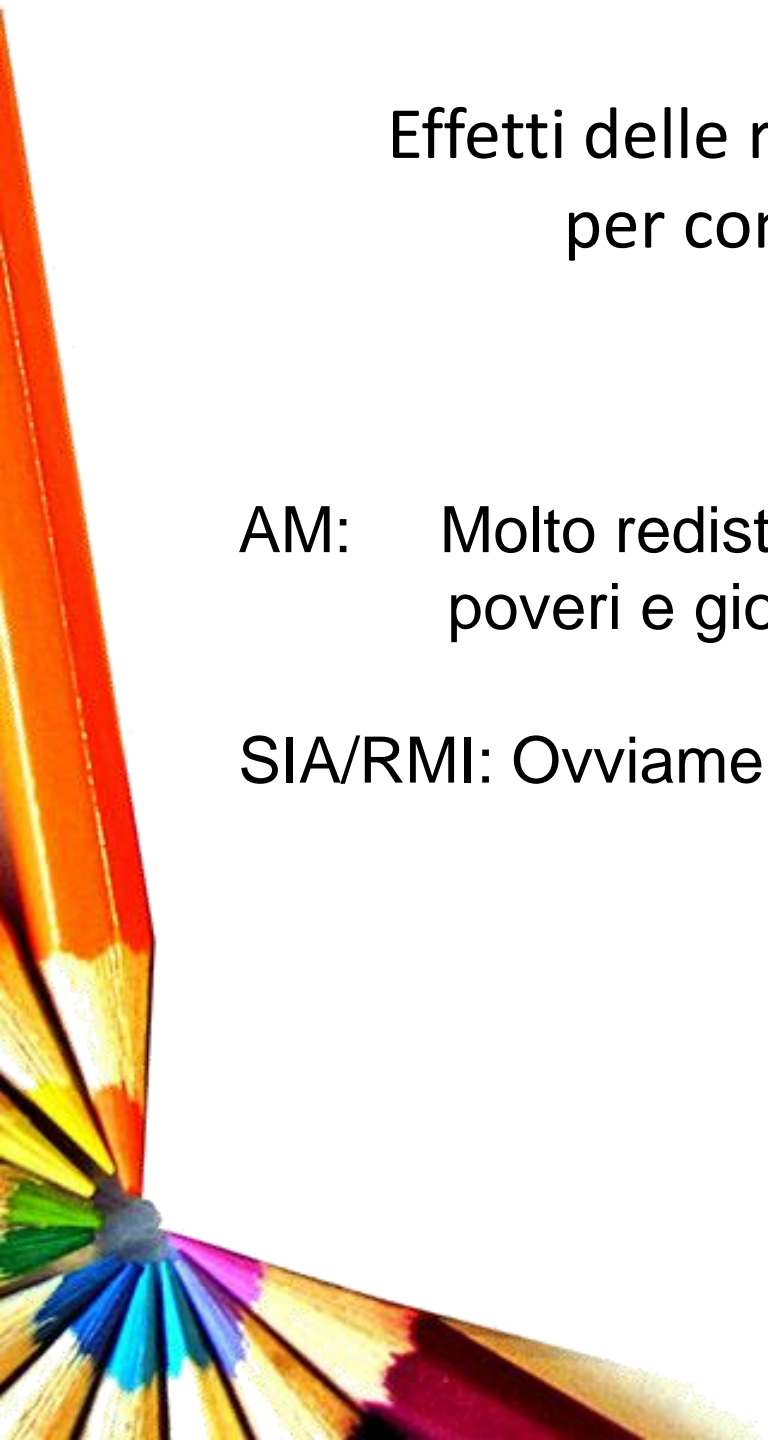 Effetti delle r
per cor
AM: Molto redist
poveri e gio
SIA/RMI: Ovviame